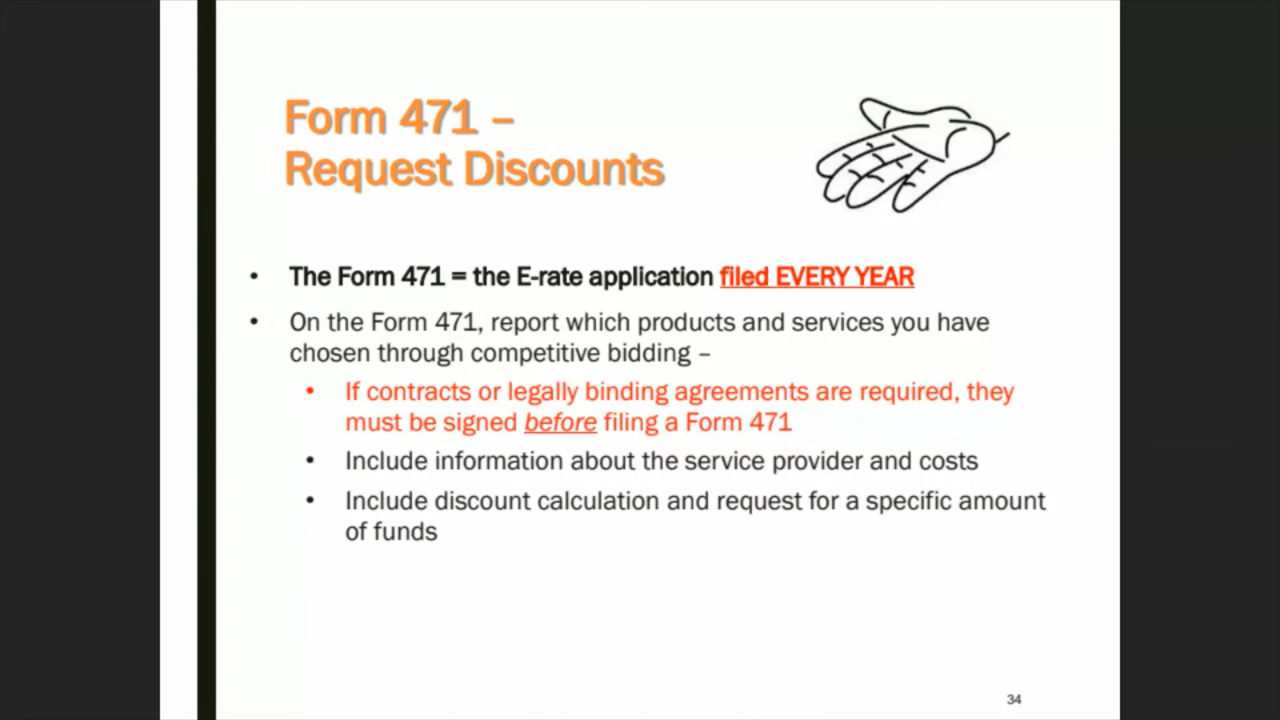 Form 471 –
Request Discounts
• The Form 471 = the E-rate application filed EVERY YEAR
• On the Form 471, report which products and services you have
chosen through competitive bidding –
• If contracts or legally binding agreements are required, they
must be signed before filing a Form 471
• Include information about the service provider and costs
• Include discount calculation and request for a specific amount
of funds
34